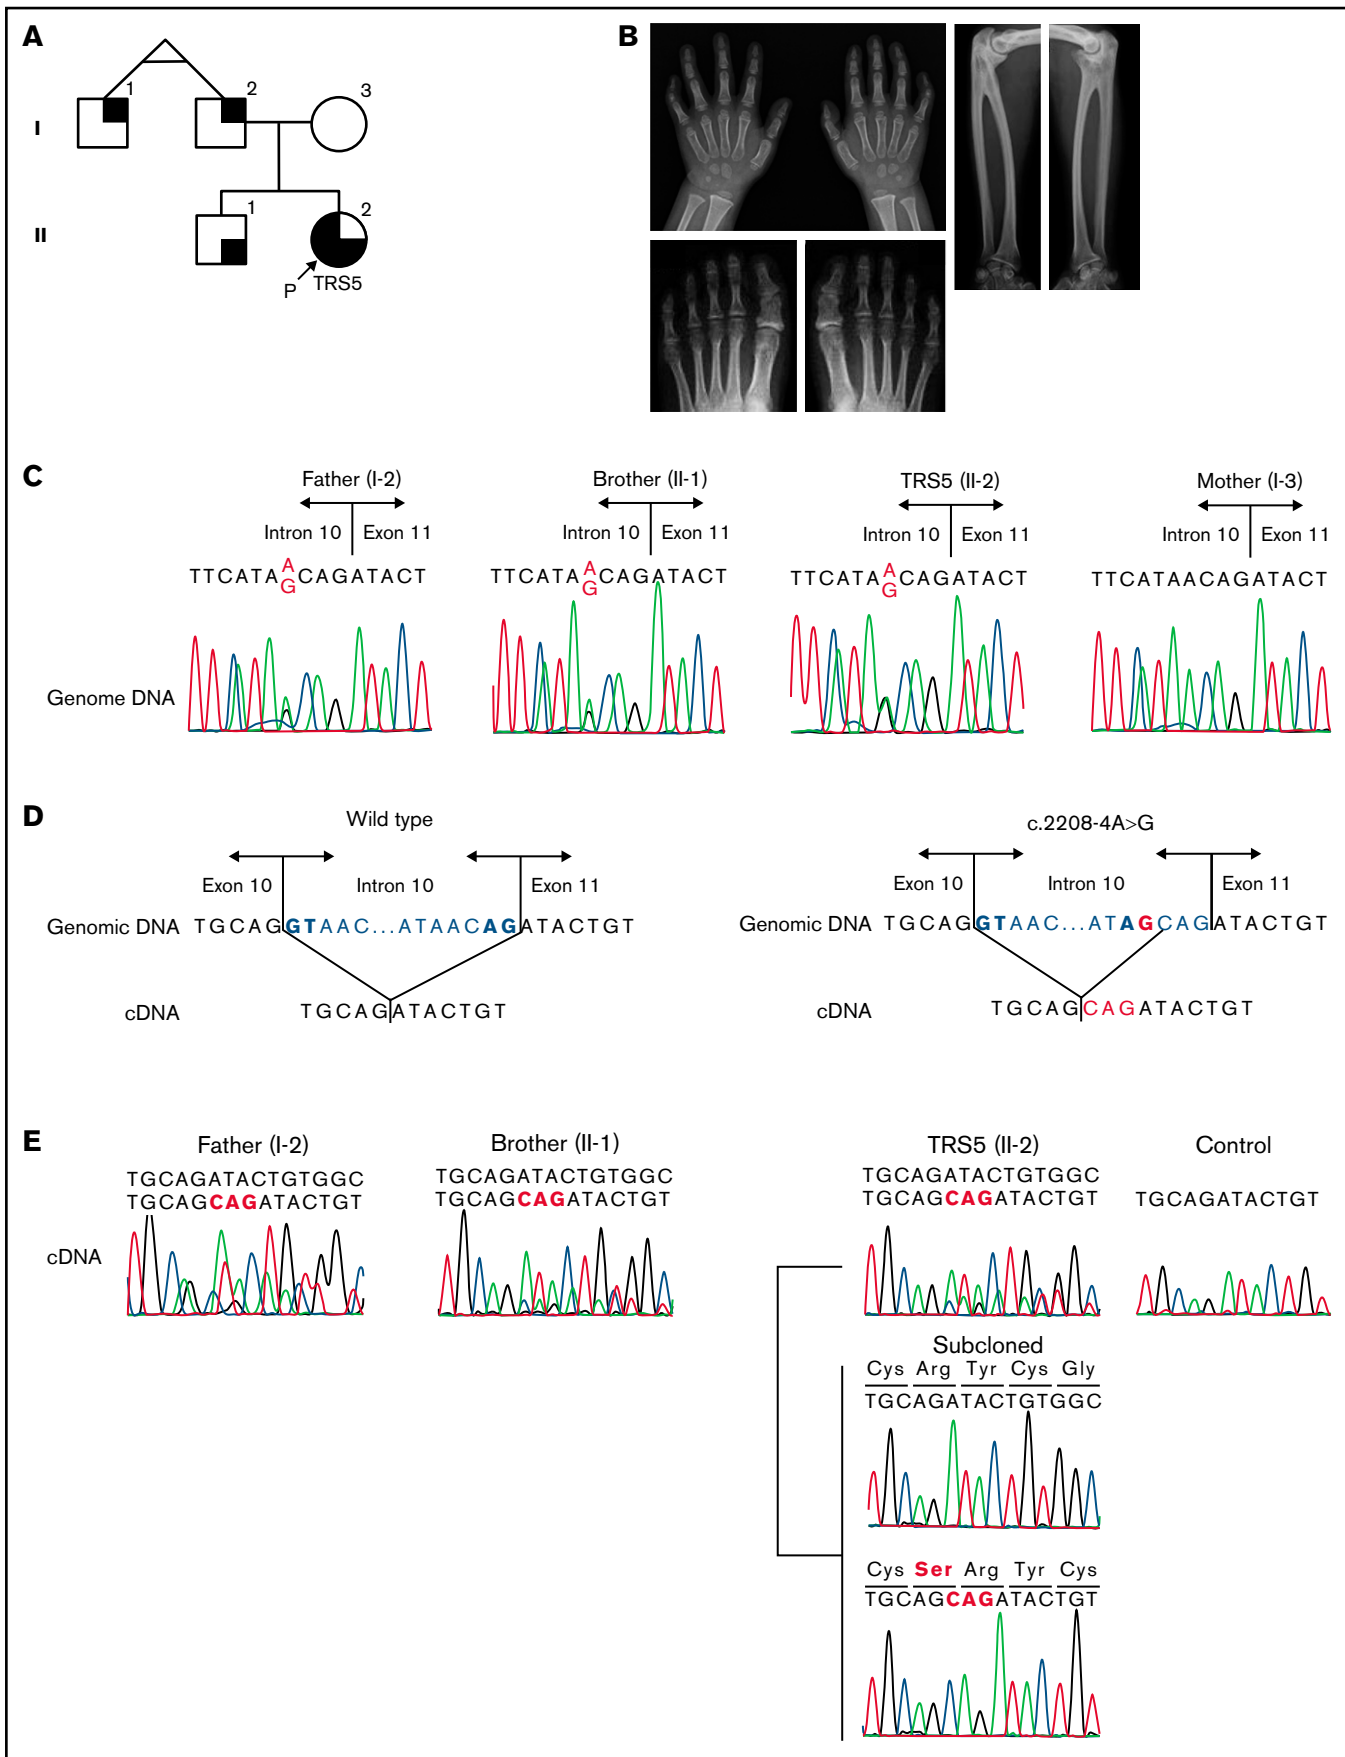 A
B
1
2
3
I
1
2
II
P
TRS5
C
Father (I-2)
Brother (II-1)
TRS5 (II-2)
Mother (I-3)
Intron 10
Exon 11
Intron 10
Exon 11
Intron 10
Exon 11
Intron 10
Exon 11
A
A
A
TTCATA CAGATACT
TTCATA CAGATACT
TTCATA CAGATACT
TTCATAACAGATACT
G
G
G
Genome DNA
D
Wild type
c.2208-4A>G
Exon 10
Intron 10
Exon 11
Exon 10
Intron 10
Exon 11
Genomic DNA
TGCAGGTAAC...ATAACAGATACTGT
Genomic DNA
TGCAGGTAAC...ATAGCAGATACTGT
cDNA
TGCAGATACTGT
cDNA
TGCAGCAGATACTGT
E
Father (I-2)
Brother (II-1)
TRS5 (II-2)
Control
TGCAGATACTGTGGC
TGCAGCAGATACTGT
TGCAGATACTGTGGC
TGCAGCAGATACTGT
TGCAGATACTGTGGC
TGCAGCAGATACTGT
TGCAGATACTGT
cDNA
Subcloned
Cys Arg Tyr Cys Gly
TGCAGATACTGTGGC
Cys Ser Arg Tyr Cys
TGCAGCAGATACTGT